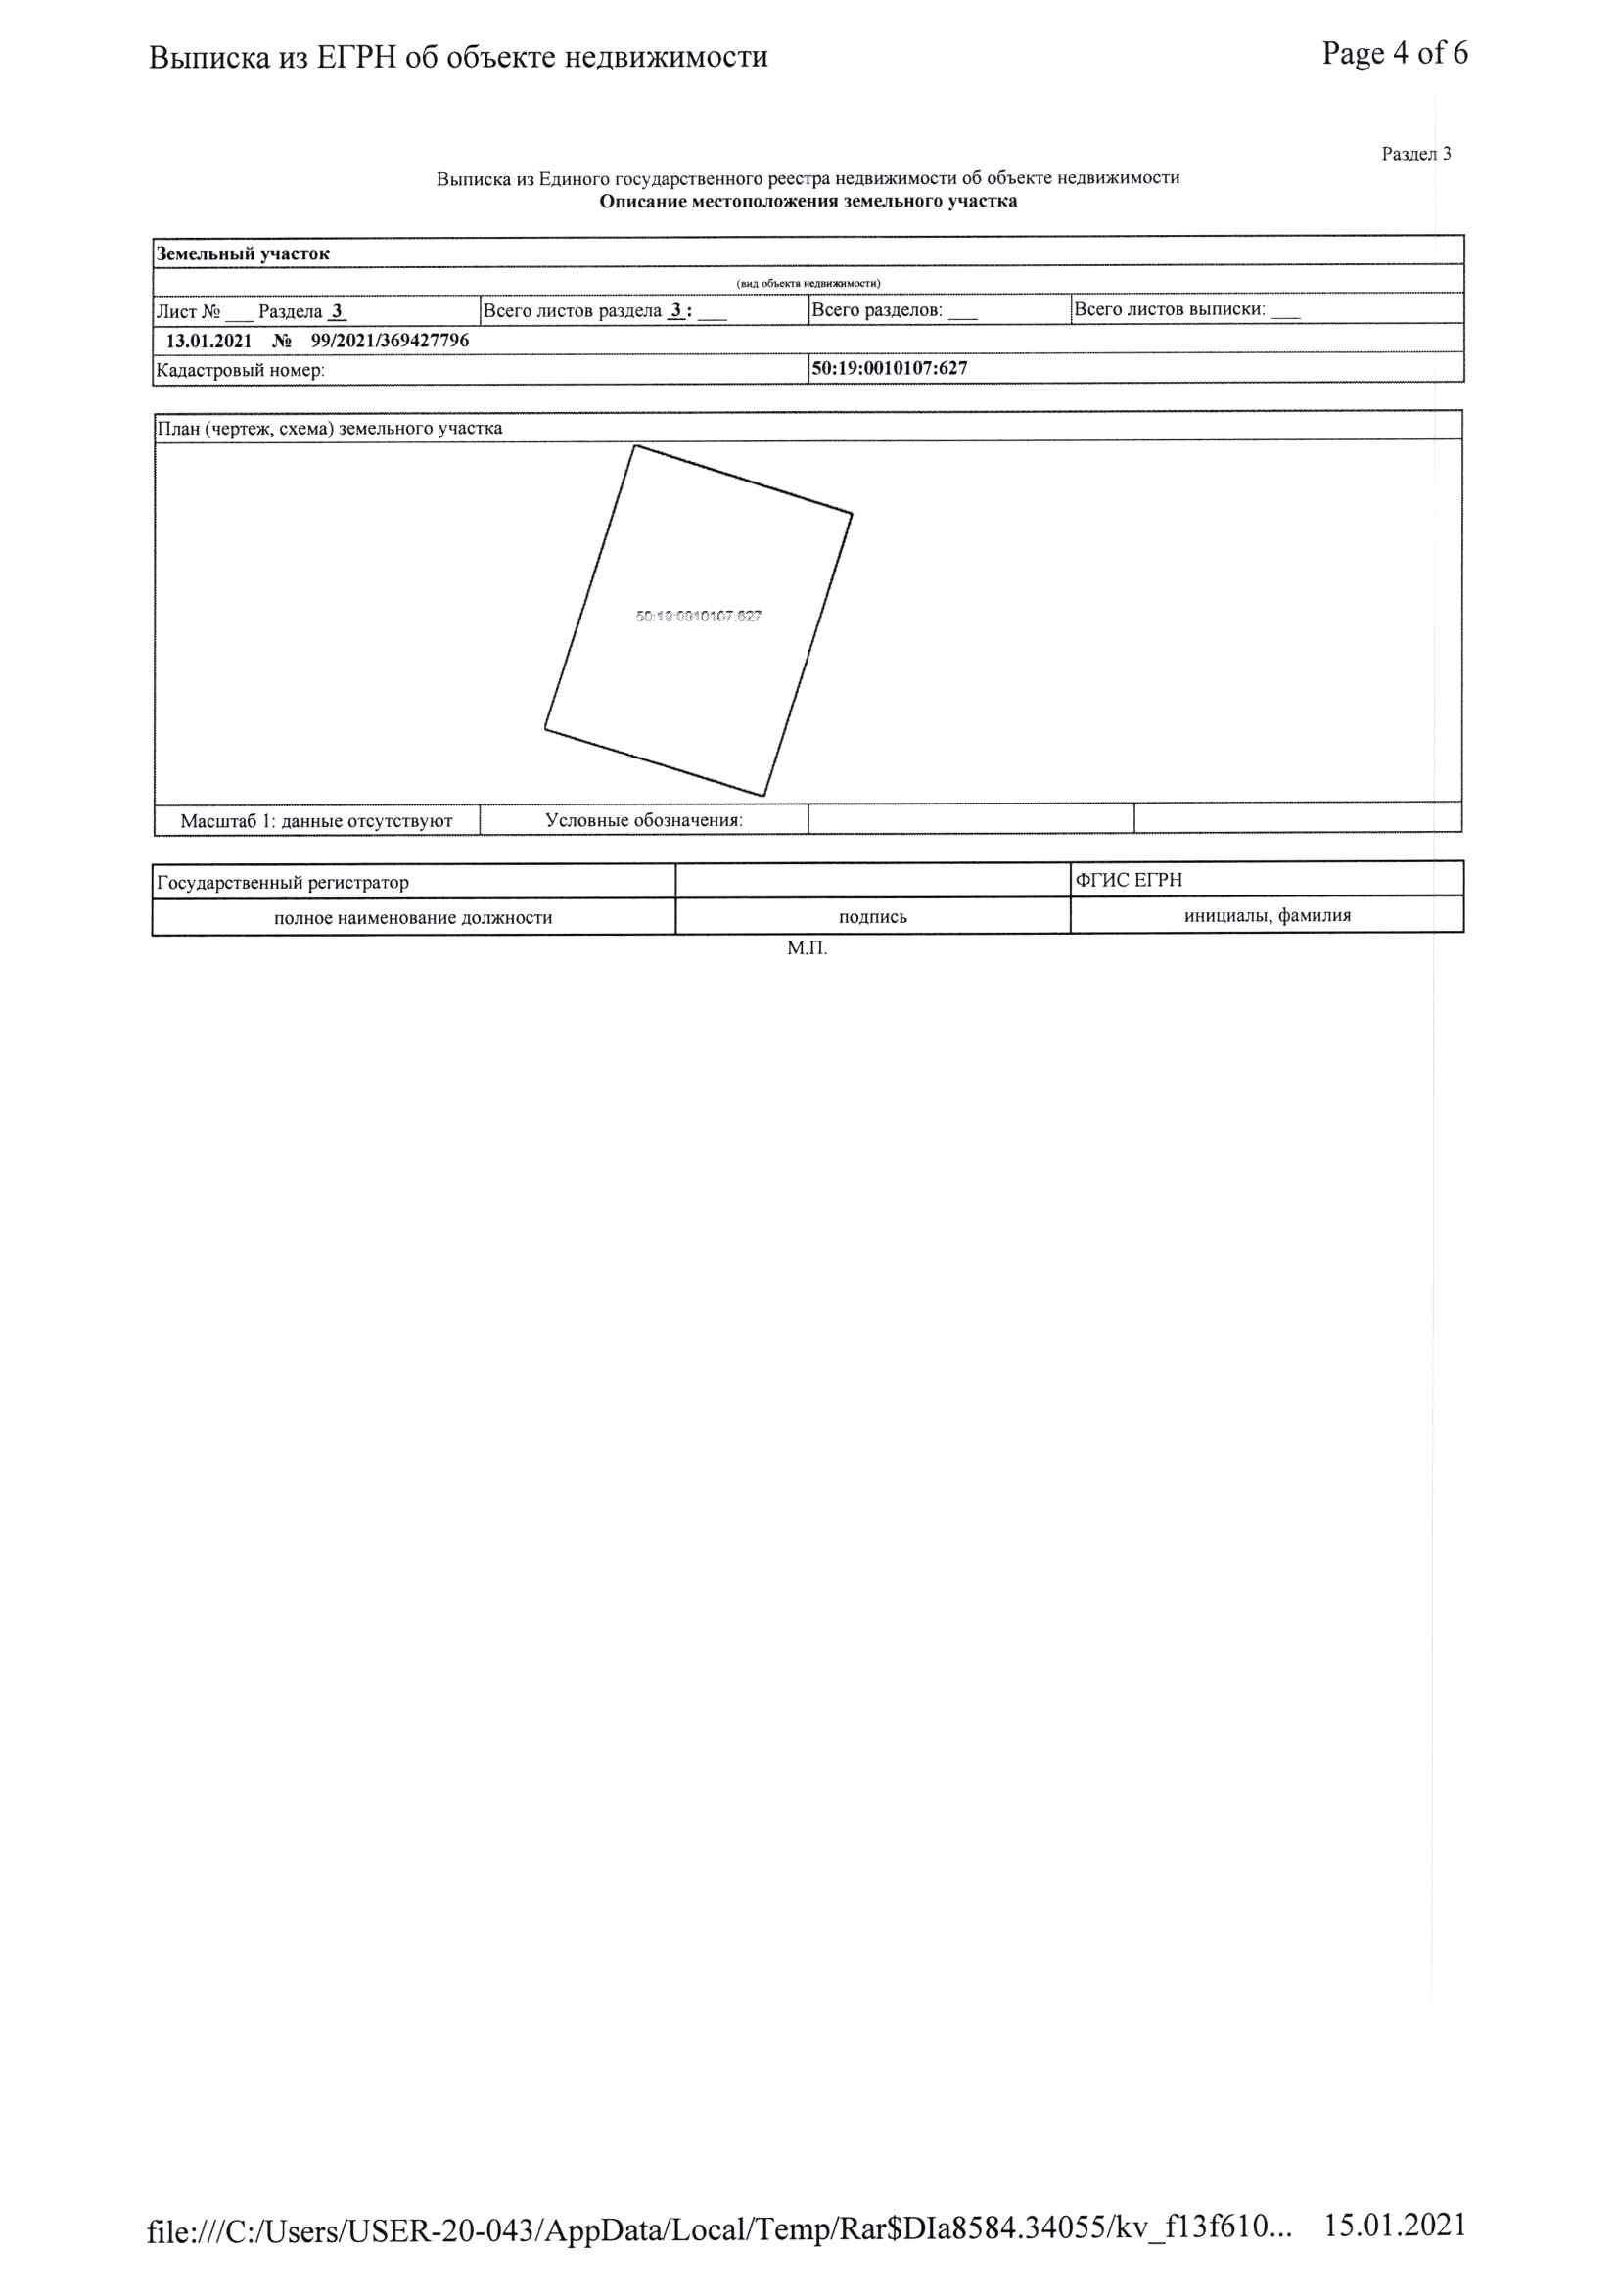 Выписка из ЕГРН об объекте недвижимости Page 4 of 6
Раздел 3
Выписка из Единого государственного реестра недвижимости об объекте недвижимости
Описание местоположения земельного участка
Земельный участок
(вид объекта недвижимости)
Лист № ___ Раздела 3 Всего листов раздела 3 : ___ Всего разделов: ___ Всего листов выписки: ___
13.01.2021 № 99/2021/369427796
Кадастровый номер: 50:19:0010107:627
План (чертеж, схема) земельного участка
50:19:0010107:627
Масштаб 1: данные отсутствуют Условные обозначения:
Государственный регистратор ФГИС ЕГРН
полное наименование должности подпись инициалы, фамилия
М.П.
file:///C:/Users/USER-20-043/AppData/Local/Temp/Rar$DIa8584.34055/kv_f13f610... 15.01.2021